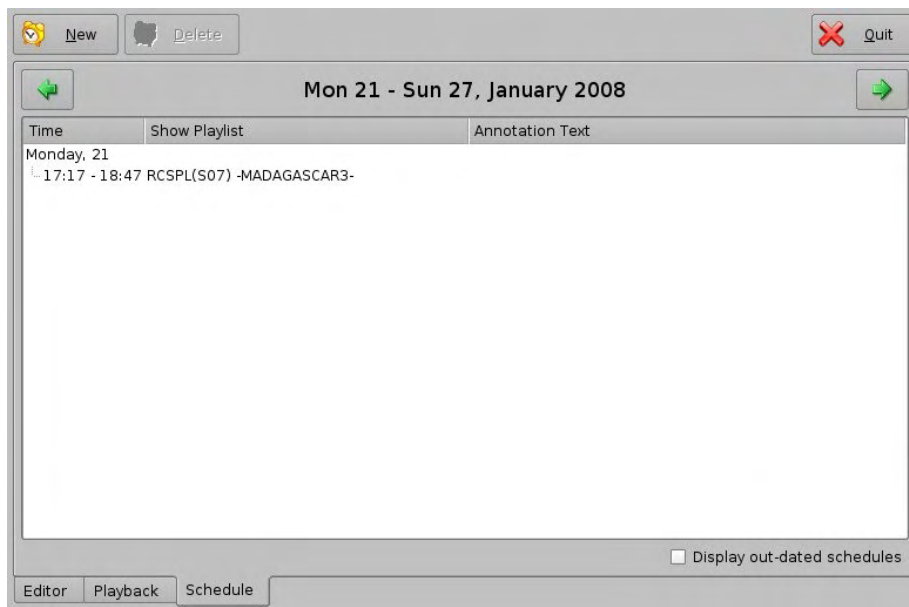 New Delete Quit
Mon 21 - Sun 27, January 2008
Time Show Playlist Annotation Text
Monday, 21
17:17 - 18:47 RCSPL(S07) -MADAGASCAR3-
Display out-dated schedules
Editor Playback Schedule